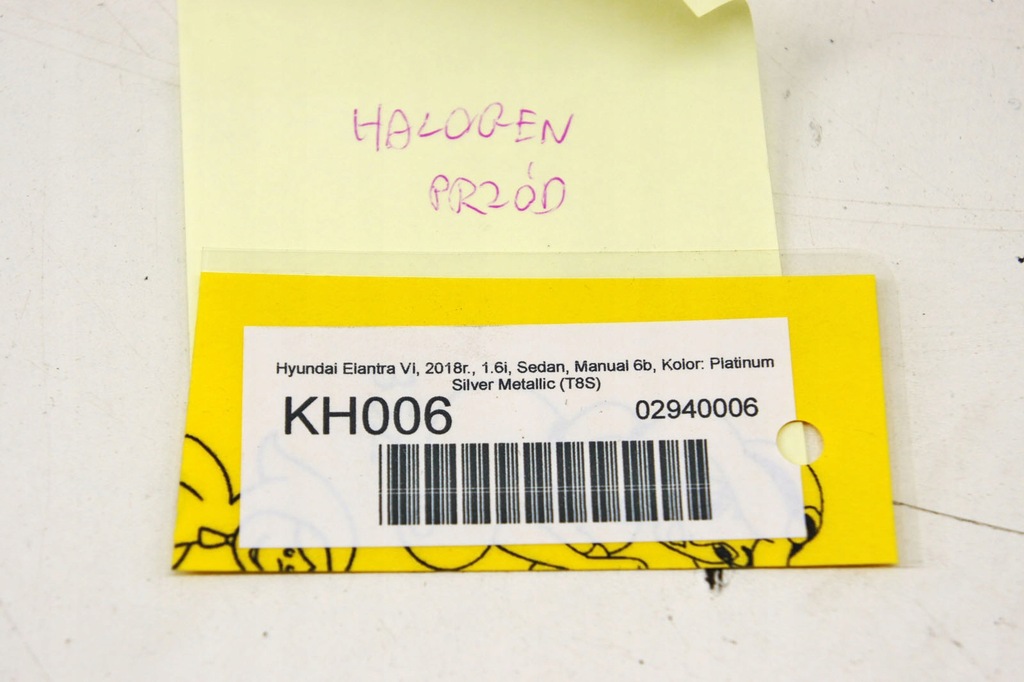 HALOGEN
PRZÓD
Hyundai Elantra VI, 2018r., 1.6i, Sedan, Manual 6b, Kolor: Platinum
Silver Metallic (T8S)
KH006 02940006